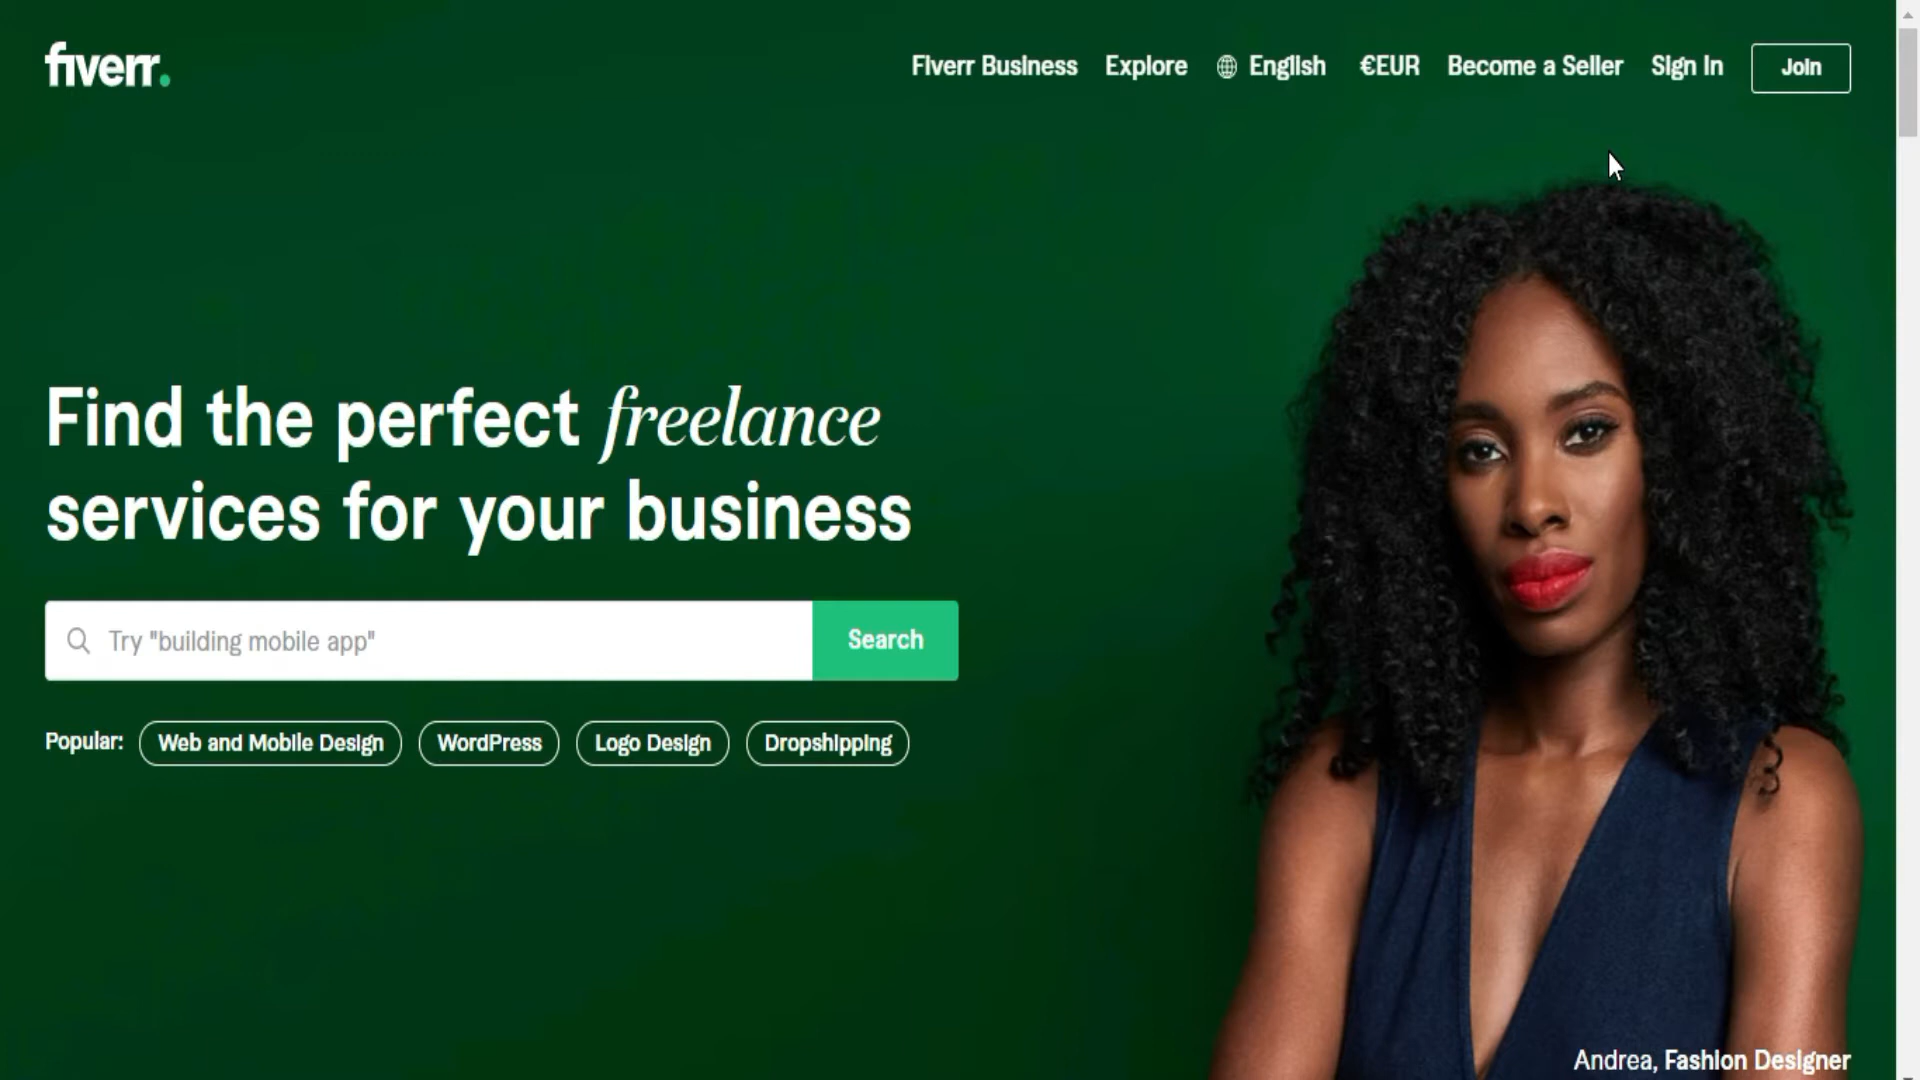 fiverr.
Fiverr Business Explore English €EUR Become a Seller Sign in Join
Find the perfect freelance
services for your business
Try "building mobile app"
Search
Popular: Web and Mobile Design WordPress Logo Design Dropshipping
Andrea, Fashion Designer